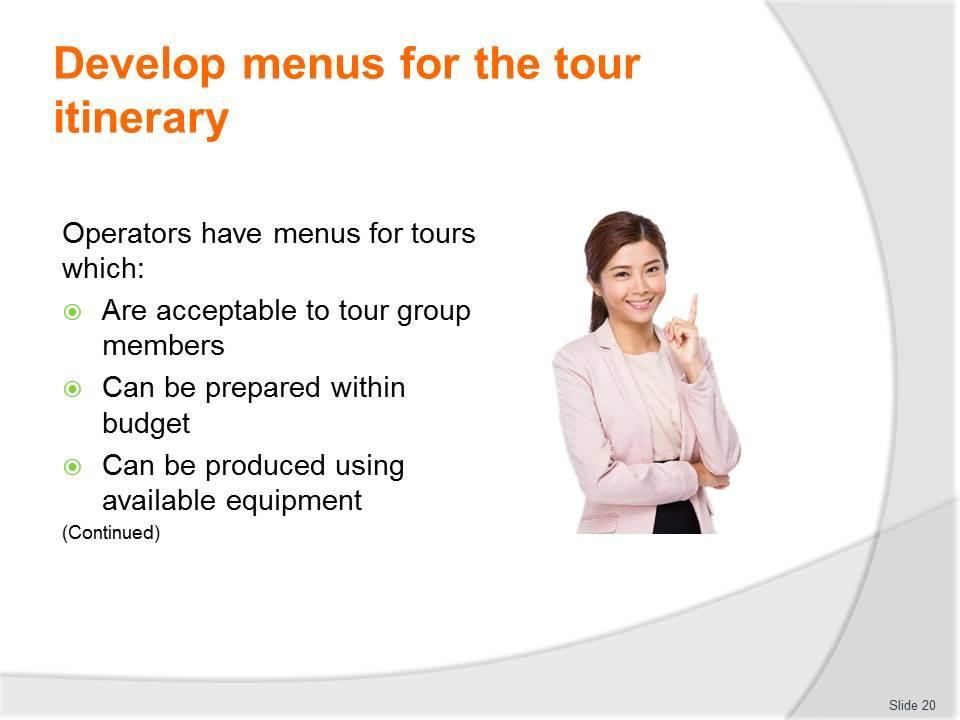 Develop menus for the tour
itinerary
Operators have menus for tours
which:
Are acceptable to tour group
members
Can be prepared within
budget
Can be produced using
available equipment
(Continued)
Slide 20